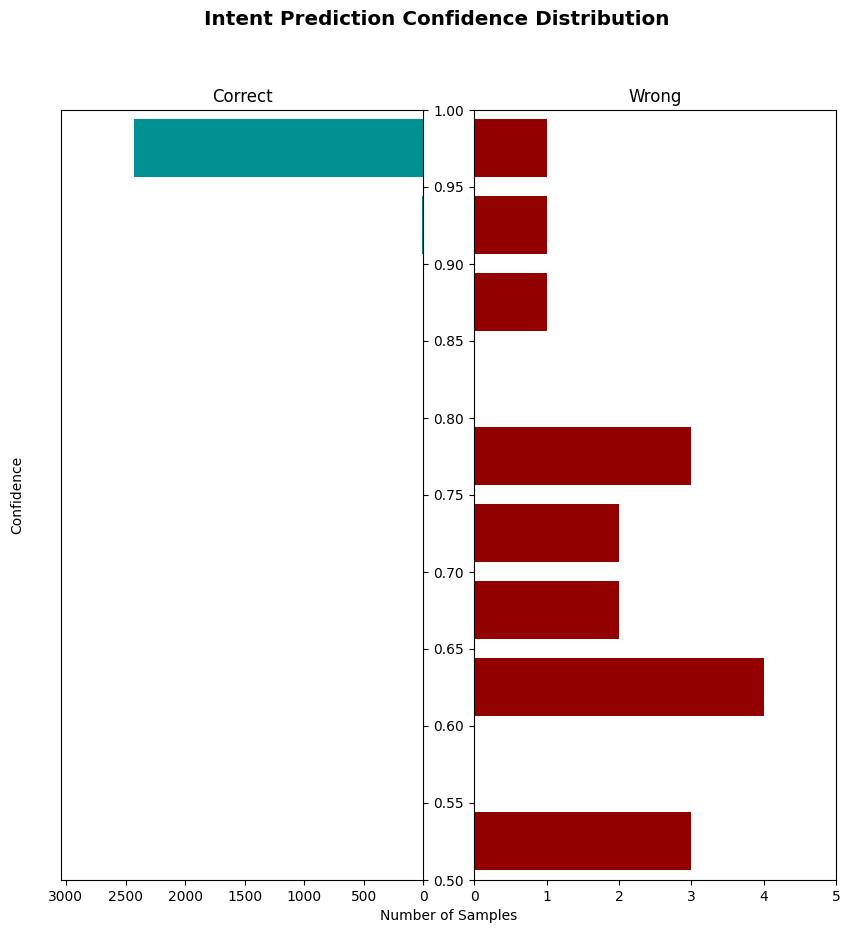 Intent Prediction Confidence Distribution
Correct
Wrong
1.00
0.95
0.90
0.85
0.80
0.75
0.70
0.65
0.60
0.55
0.50
Confidence
3000 2500 2000 1500 1000 500 0
0 1 2 3 4 5
Number of Samples